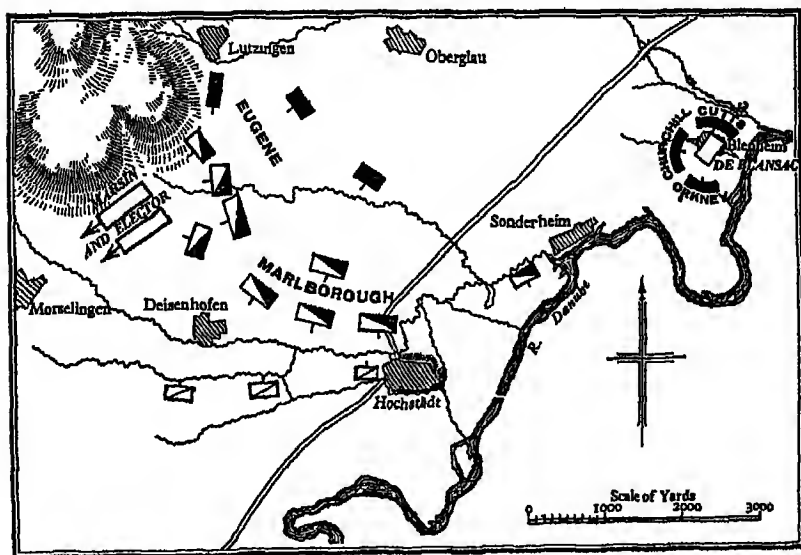 Lutzingen
Oberglau
EUGENE
CHURCHILL
CUTTS
Blenheim
DE BLANSAC
ORKNEY
MARSIN
AND ELECTOR
Sonderheim
MARLBOROUGH
Morselingen
Deisenhofen
R. Danube
Hochstädt
Scale of Yards
0 1000 2000 3000